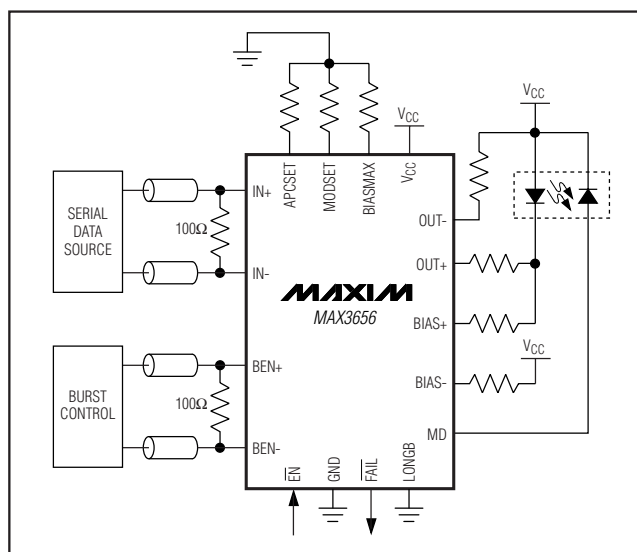 VCC
VCC
APCSET
MODSET
BIASMAX
VCC
SERIAL
DATA
SOURCE
100Ω
IN+
IN-
OUT-
OUT+
MAXIM
MAX3656
BIAS+
VCC
BIAS-
BURST
CONTROL
100Ω
BEN+
BEN-
MD
EN
GND
FAIL
LONGB